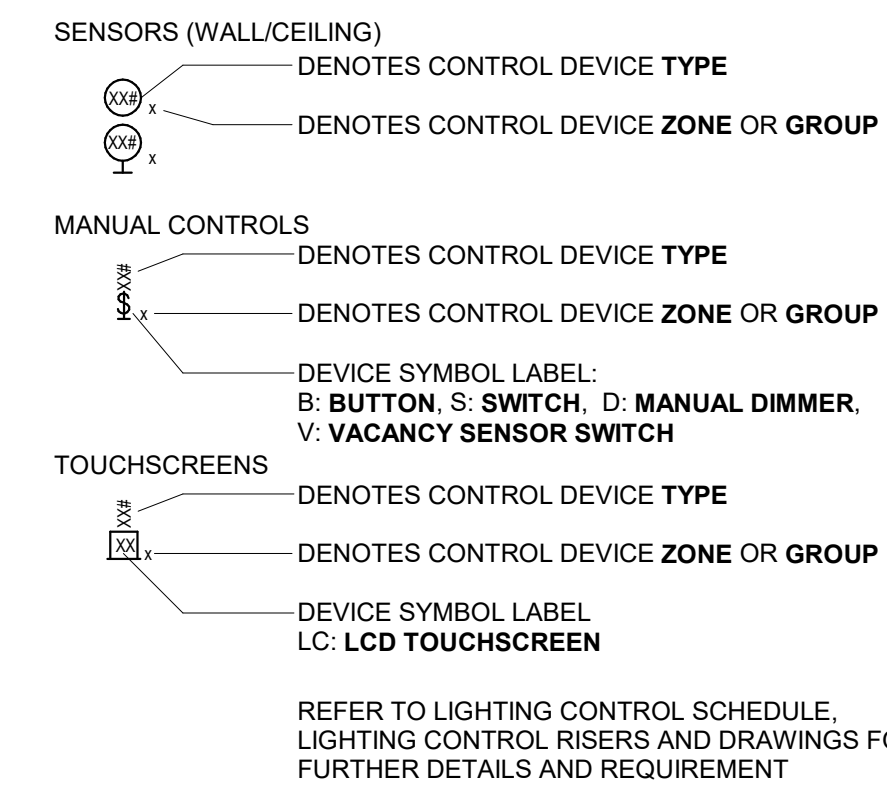 SENSORS (WALL/CEILING)
DENOTES CONTROL DEVICE TYPE
XX#
x
DENOTES CONTROL DEVICE ZONE OR GROUP
XX#
x
MANUAL CONTROLS
DENOTES CONTROL DEVICE TYPE
XX#
$
x
DENOTES CONTROL DEVICE ZONE OR GROUP
DEVICE SYMBOL LABEL:
B: BUTTON, S: SWITCH, D: MANUAL DIMMER,
V: VACANCY SENSOR SWITCH
TOUCHSCREENS
DENOTES CONTROL DEVICE TYPE
XX#
XX
x
DENOTES CONTROL DEVICE ZONE OR GROUP
DEVICE SYMBOL LABEL
LC: LCD TOUCHSCREEN
REFER TO LIGHTING CONTROL SCHEDULE,
LIGHTING CONTROL RISERS AND DRAWINGS
FURTHER DETAILS AND REQUIREMENT